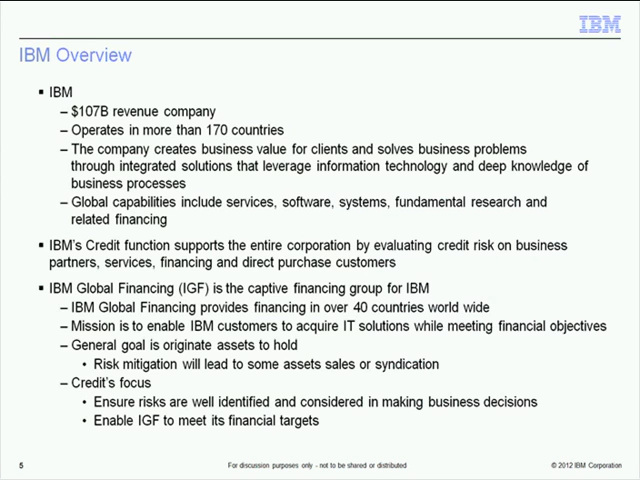 IBM
IBM Overview
▪ IBM
– $107B revenue company
– Operates in more than 170 countries
– The company creates business value for clients and solves business problems
through integrated solutions that leverage information technology and deep knowledge of
business processes
– Global capabilities include services, software, systems, fundamental research and
related financing
▪ IBM's Credit function supports the entire corporation by evaluating credit risk on business
partners, services, financing and direct purchase customers
▪ IBM Global Financing (IGF) is the captive financing group for IBM
– IBM Global Financing provides financing in over 40 countries world wide
– Mission is to enable IBM customers to acquire IT solutions while meeting financial objectives
– General goal is originate assets to hold
• Risk mitigation will lead to some assets sales or syndication
– Credit's focus
• Ensure risks are well identified and considered in making business decisions
• Enable IGF to meet its financial targets
5 For discussion purposes only - not to be shared or distributed © 2012 IBM Corporation